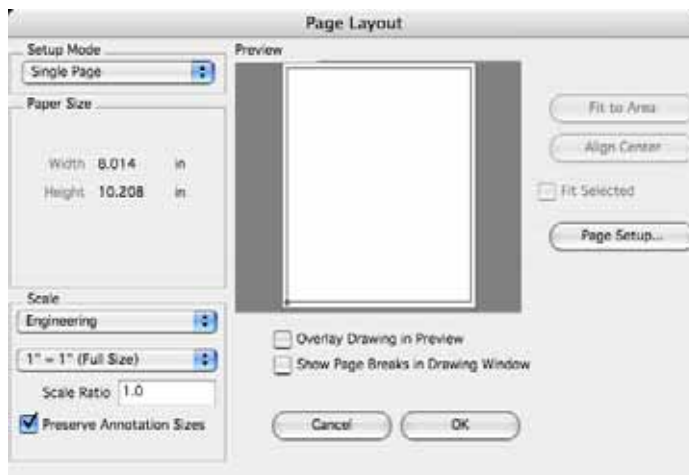 Page Layout
Setup Mode
Single Page
Paper Size
Width 8.014 in
Height 10.208 in
Scale
Engineering
1" = 1" (Full Size)
Scale Ratio 1.0
Preserve Annotation Sizes
Preview
Overlay Drawing in Preview
Show Page Breaks in Drawing Window
Cancel
OK
Fit to Area
Align Center
Fit Selected
Page Setup...